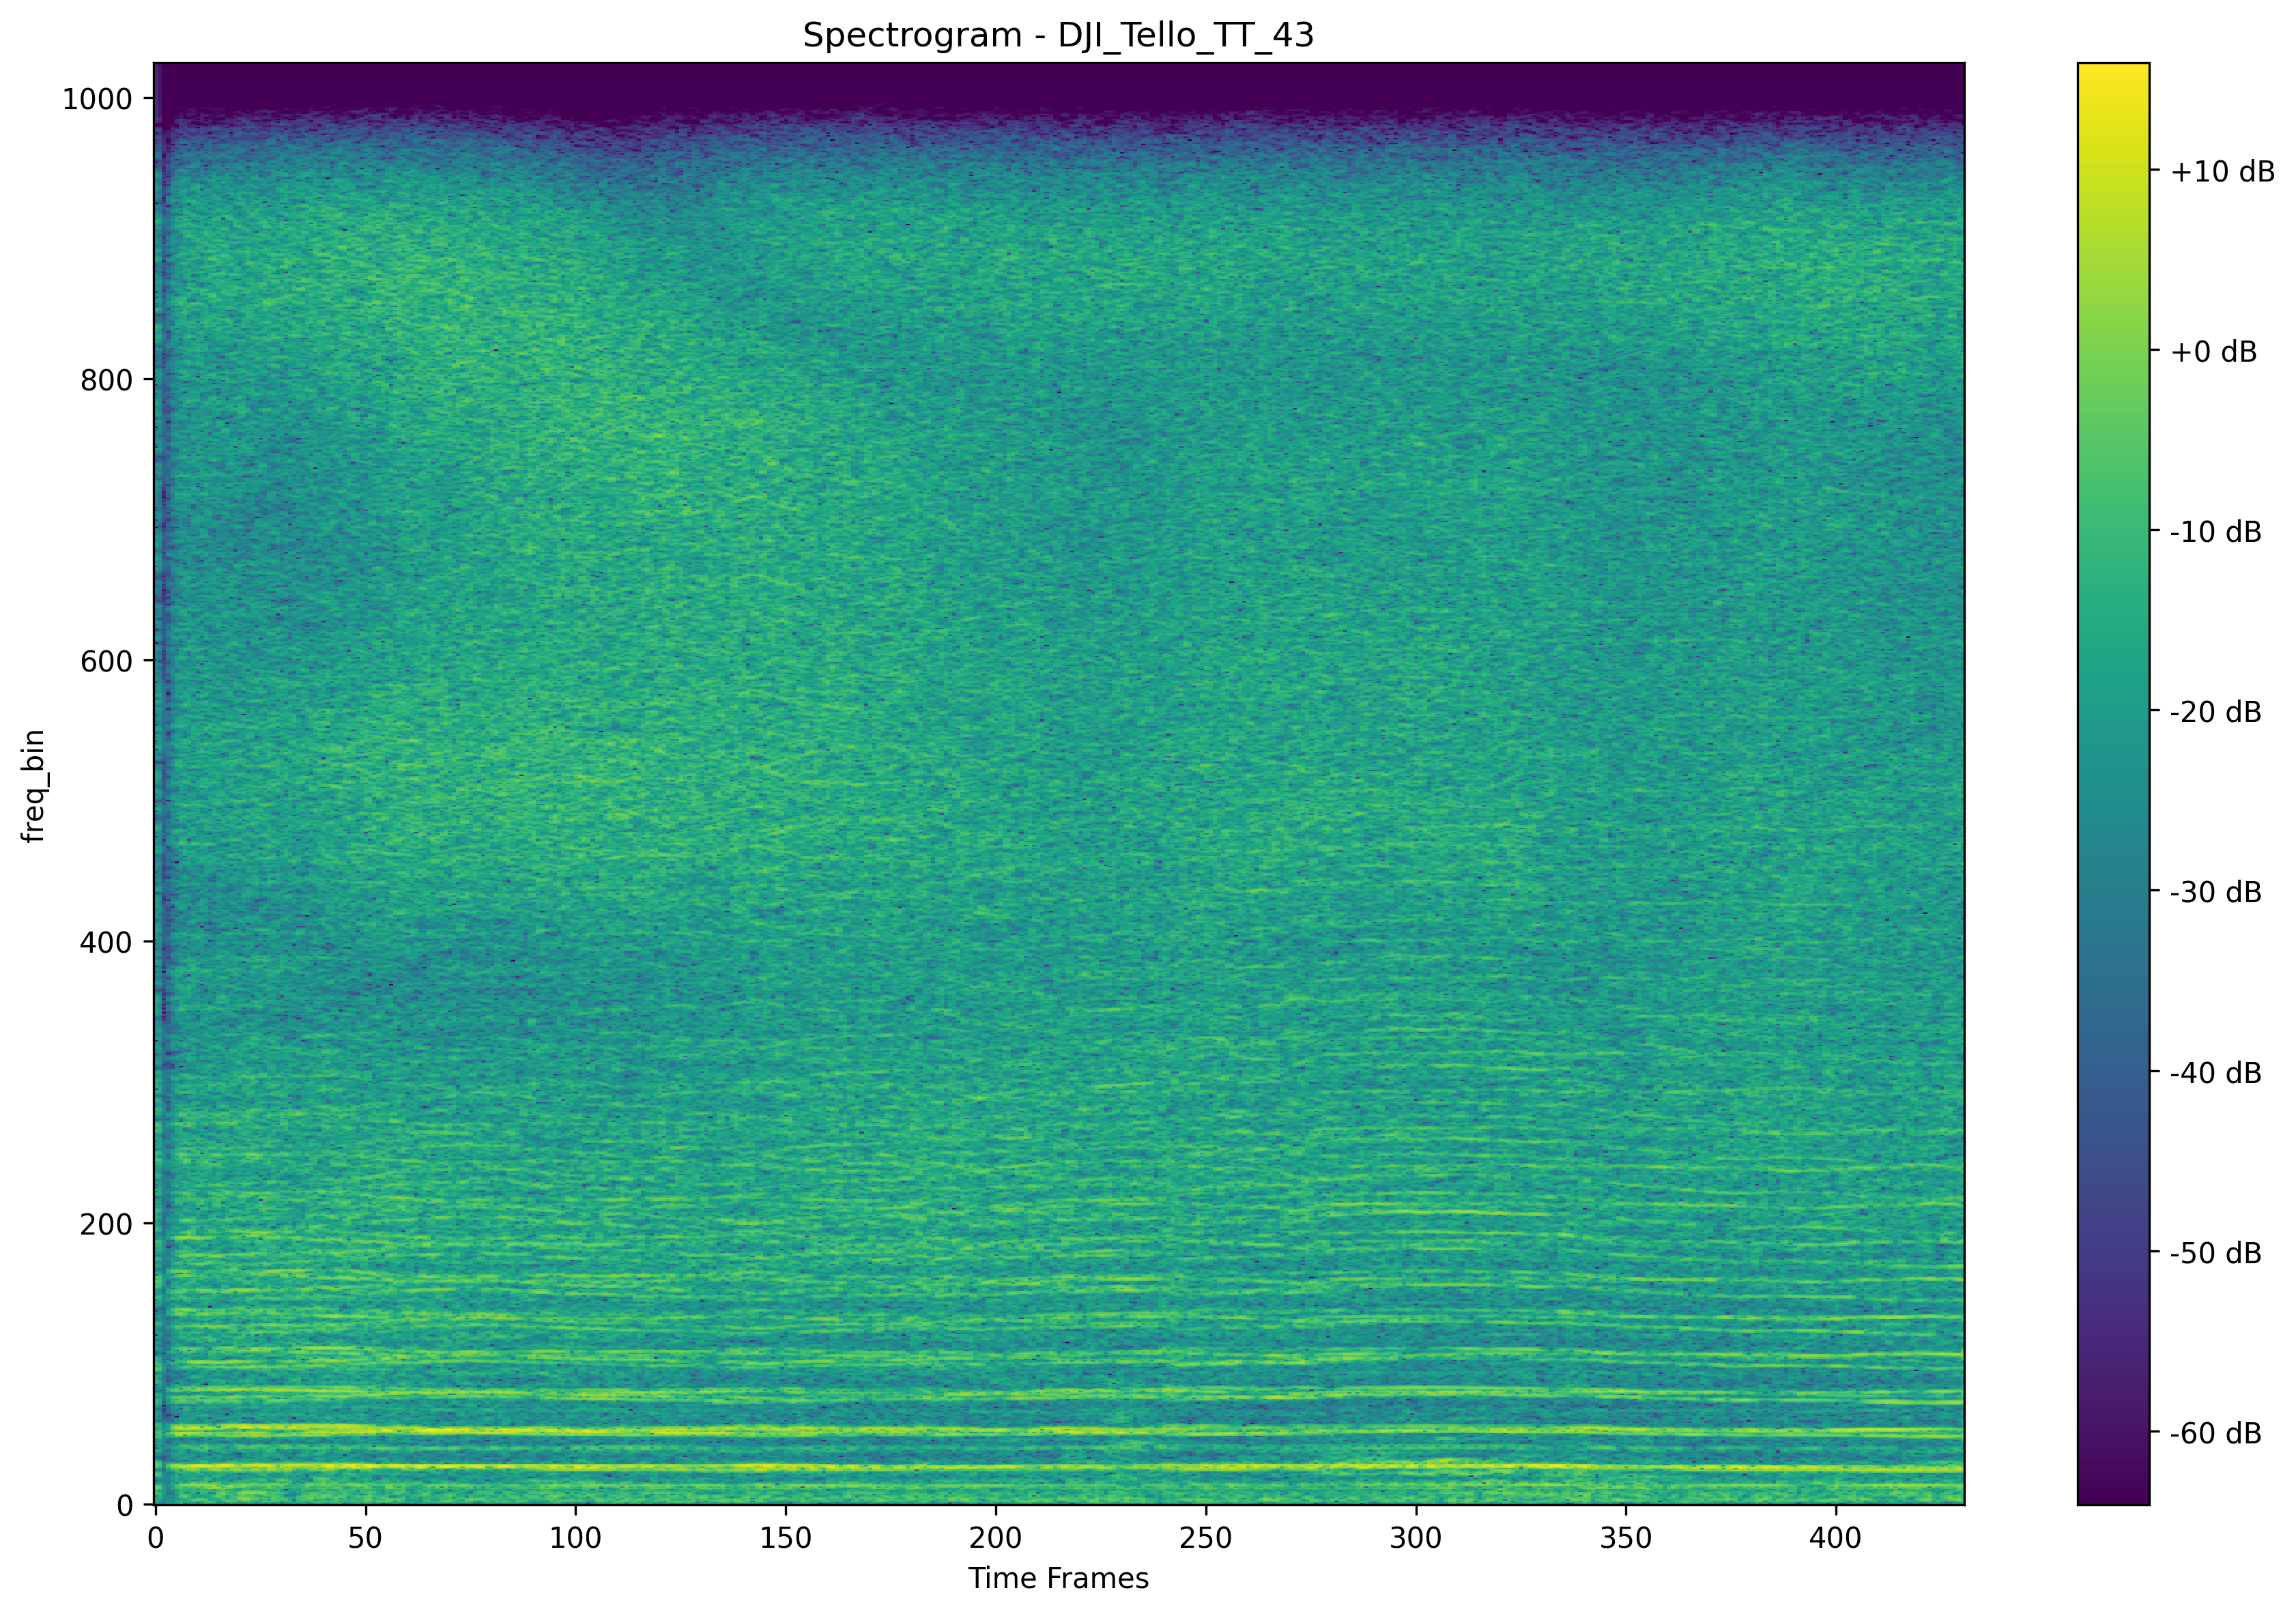 Spectrogram - DJI_Tello_TT_43
1000
800
600
400
200
0
freq_bin
0 50 100 150 200 250 300 350 400
Time Frames
+10 dB
+0 dB
-10 dB
-20 dB
-30 dB
-40 dB
-50 dB
-60 dB